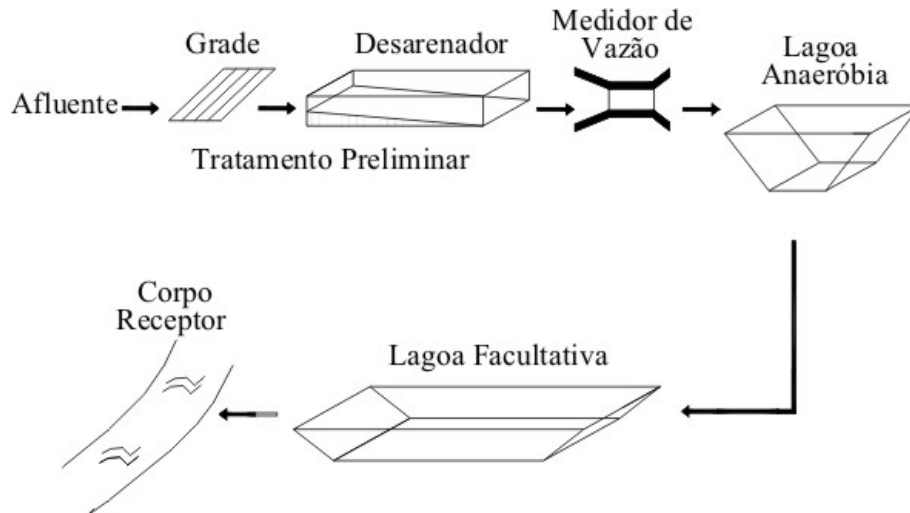 Grade
Desarenador
Medidor de
Vazão
Lagoa
Anaeróbia
Afluente
Tratamento Preliminar
Corpo
Receptor
Lagoa Facultativa